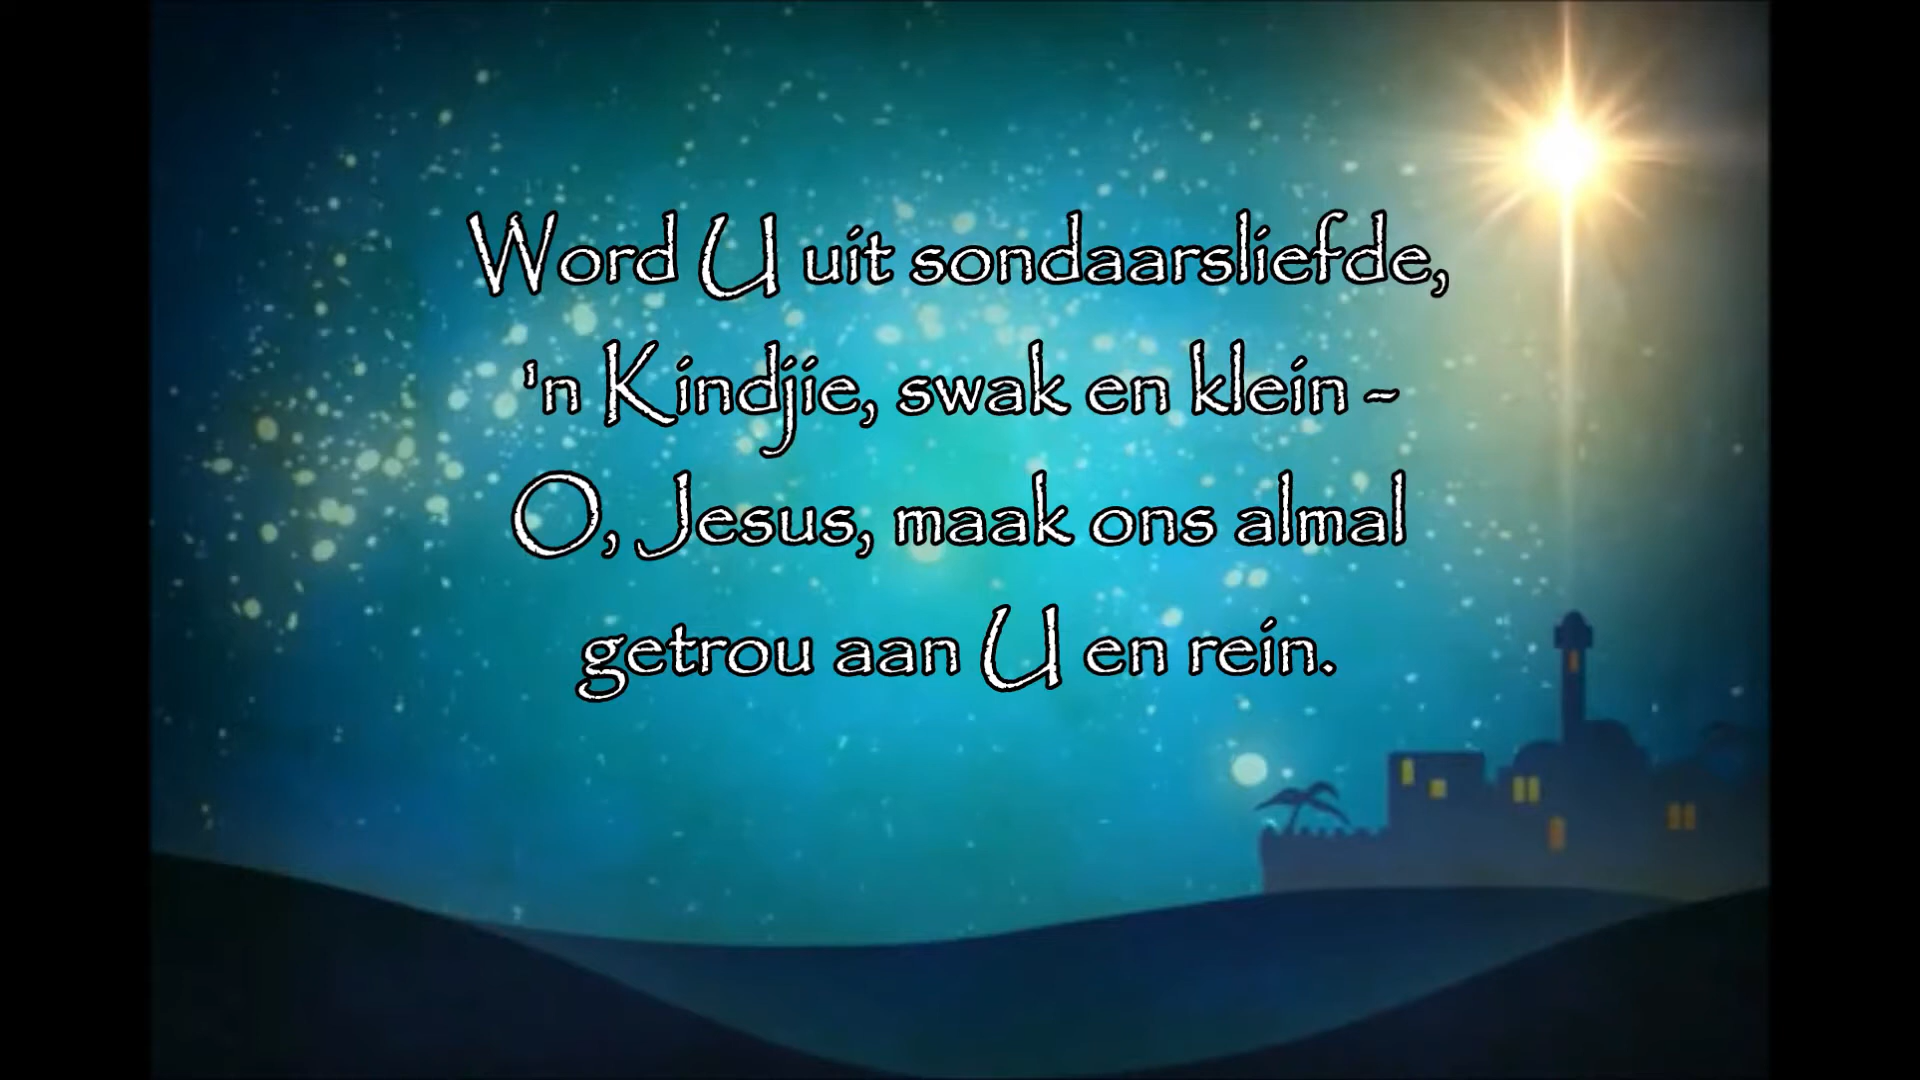 Word U uit sondaarsliefde,
'n Kindjie, swak en klein -
O, Jesus, maak ons almal
getrou aan U en rein.